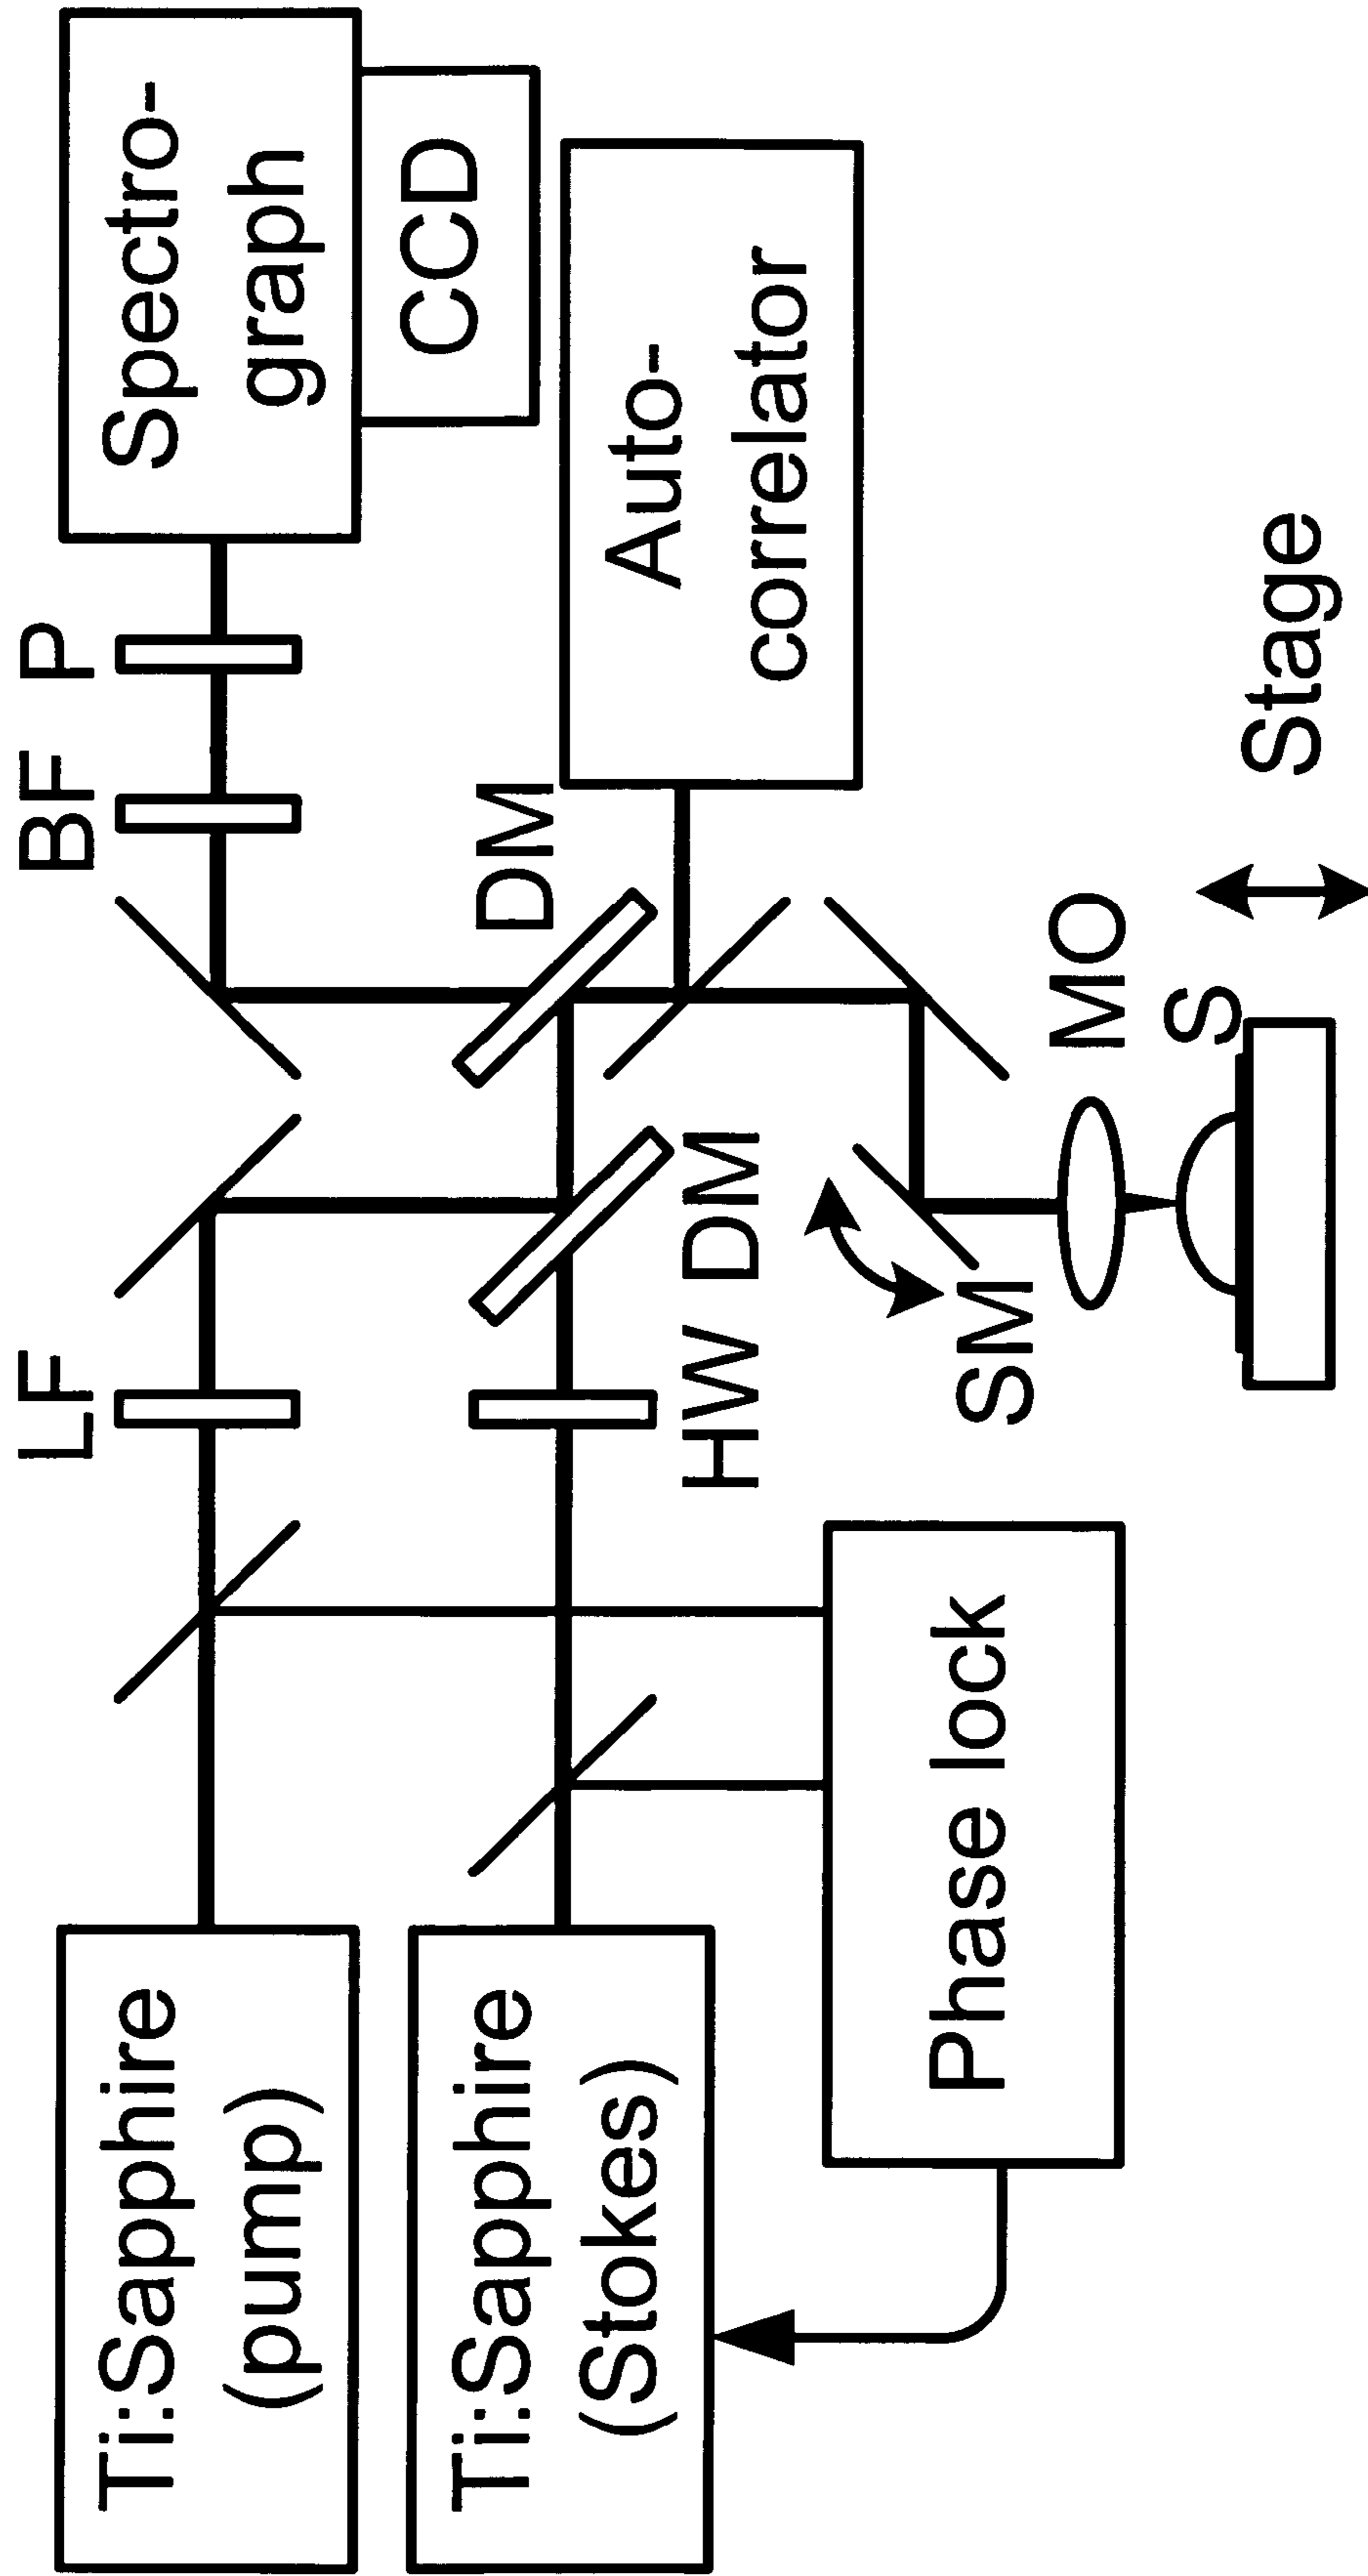 Ti:Sapphire
(pump)
LF
BF P
Spectro-
graph
CCD
Ti:Sapphire
(Stokes)
HW DM
DM
Auto-
correlator
Phase lock
SM
MO
S
Stage